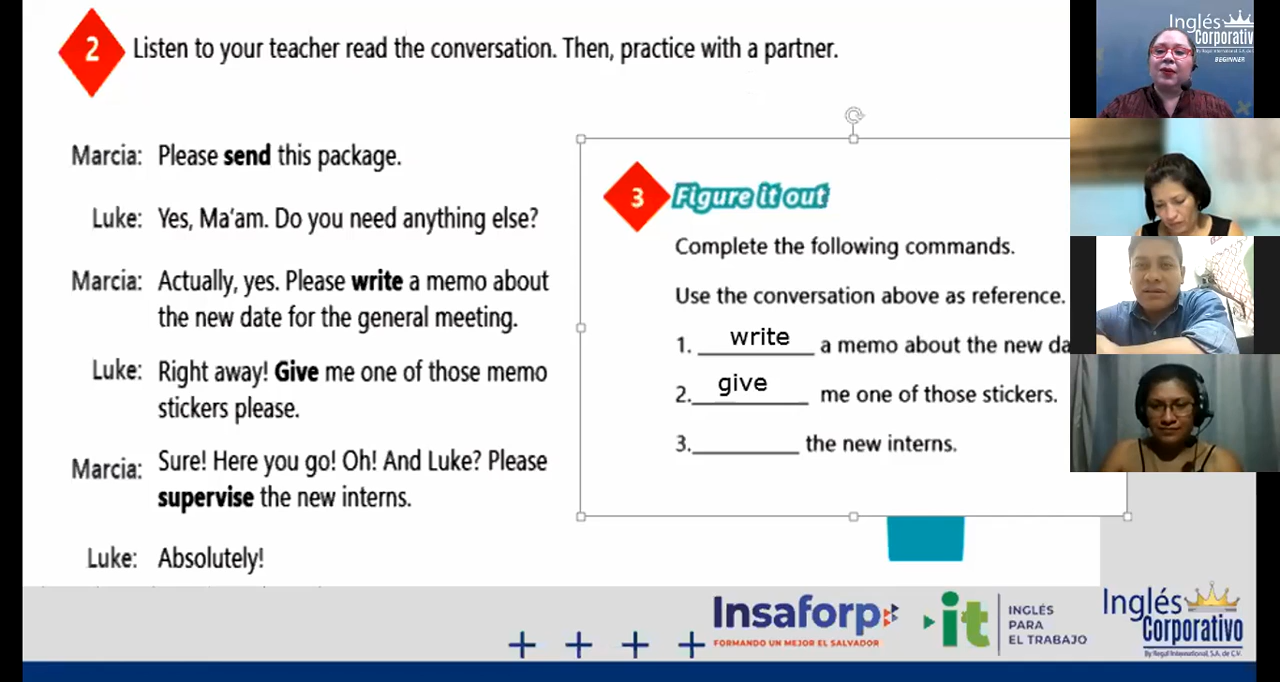 2 Listen to your teacher read the conversation. Then, practice with a partner.
Marcia: Please send this package.
Luke: Yes, Ma'am. Do you need anything else?
Marcia: Actually, yes. Please write a memo about
the new date for the general meeting.
Luke: Right away! Give me one of those memo
stickers please.
Marcia: Sure! Here you go! Oh! And Luke? Please
supervise the new interns.
Luke: Absolutely!
3 Figure it out
Complete the following commands.
Use the conversation above as reference.
1. write a memo about the new da
2. give me one of those stickers.
3. the new interns.
Inglés
Corporativo
By Regal International, S.A. de C.V.
BEGINNER
Insaforp
FORMANDO UN MEJOR EL SALVADOR
it
INGLÉS
PARA
EL TRABAJO
Inglés
Corporativo
By Regal International, S.A. de C.V.